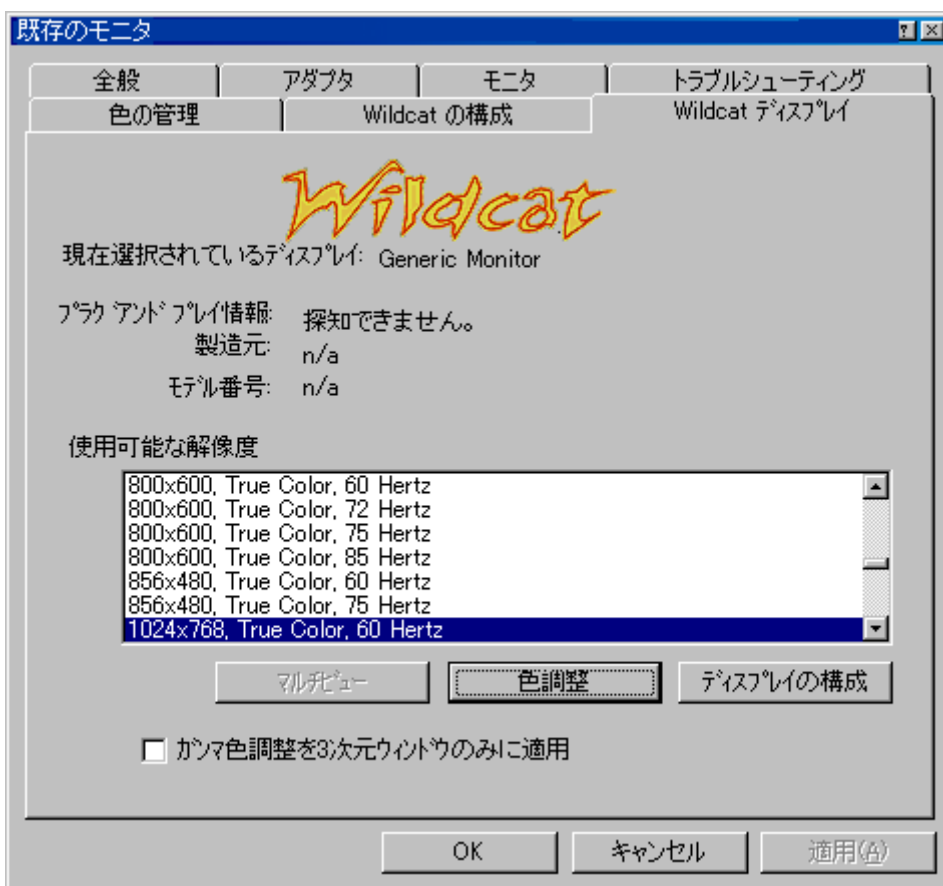 既存のモニタ
全般 アダプタ モニタ トラブルシューティング
色の管理 Wildcat の構成 Wildcat ディスプレイ
Wildcat
現在選択されているディスプレイ: Generic Monitor
プラグ アンド プレイ情報: 探知できません。
製造元: n/a
モデル番号: n/a
使用可能な解像度
800x600, True Color, 60 Hertz
800x600, True Color, 72 Hertz
800x600, True Color, 75 Hertz
800x600, True Color, 85 Hertz
856x480, True Color, 60 Hertz
856x480, True Color, 75 Hertz
1024x768, True Color, 60 Hertz
マルチビュー 色調整 ディスプレイの構成
ガンマ色調整を3次元ウィンドウのみに適用
OK キャンセル 適用(A)